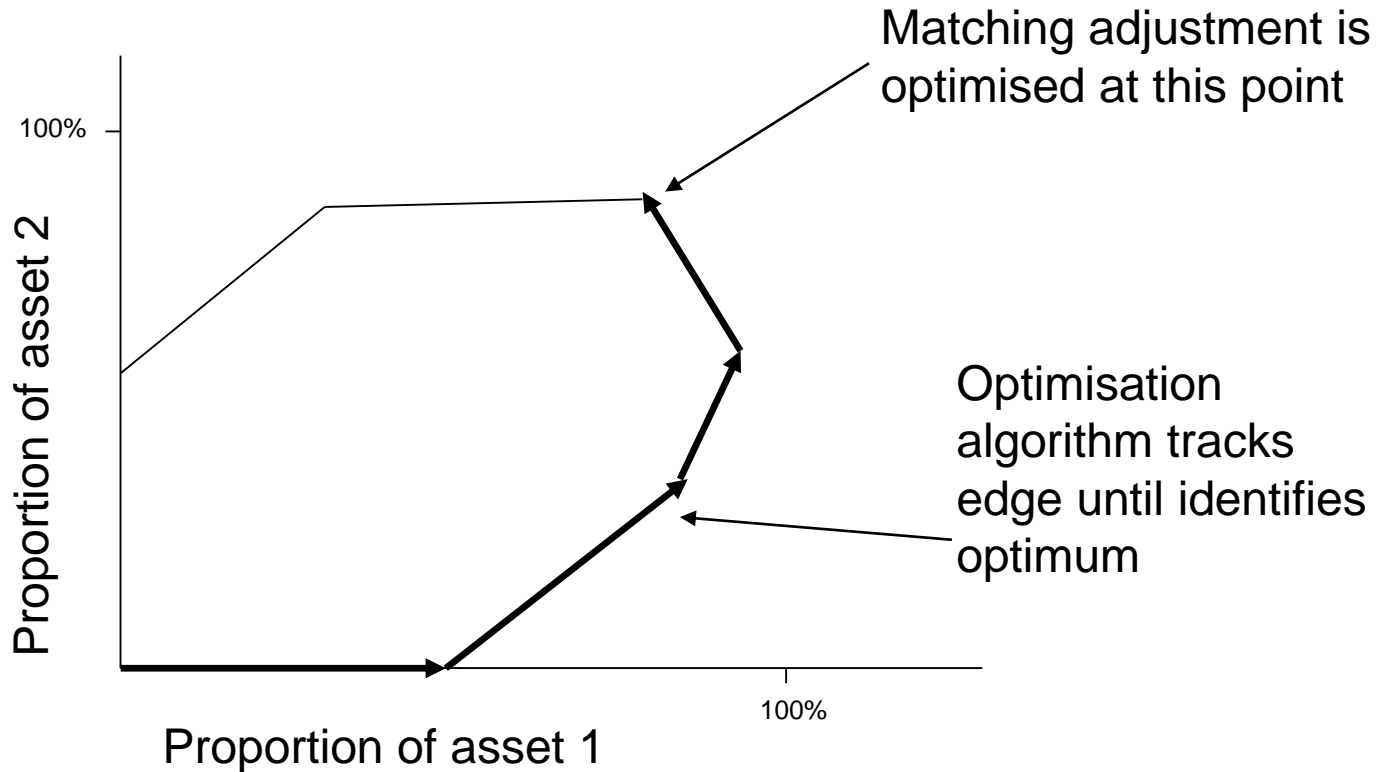 Matching adjustment is
optimised at this point
100%
Proportion of asset 2
Optimisation
algorithm tracks
edge until identifies
optimum
100%
Proportion of asset 1